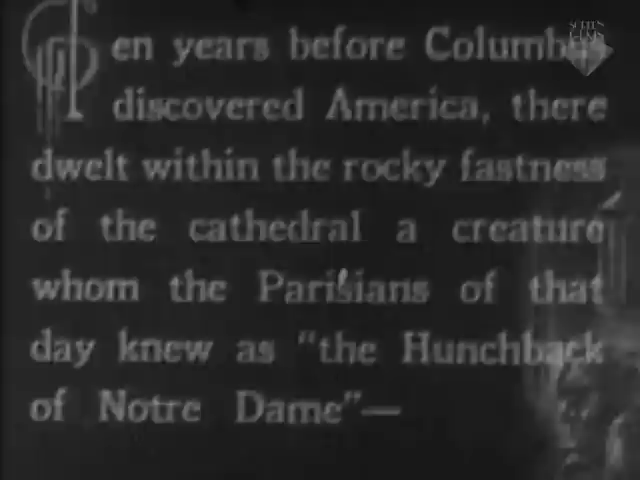 Ten years before Columbus
discovered America, there
dwelt within the rocky fastness
of the cathedral a creature
whom the Parisians of that
day knew as "the Hunchback
of Notre Dame"—